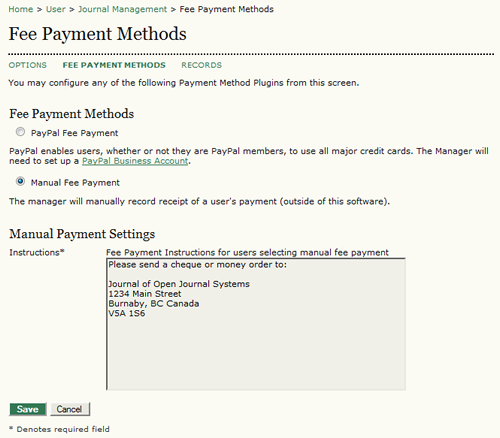 Home > User > Journal Management > Fee Payment Methods
Fee Payment Methods
OPTIONS FEE PAYMENT METHODS RECORDS
You may configure any of the following Payment Method Plugins from this screen.
Fee Payment Methods
PayPal Fee Payment
PayPal enables users, whether or not they are PayPal members, to use all major credit cards. The Manager will
need to set up a PayPal Business Account.
Manual Fee Payment
The manager will manually record receipt of a user's payment (outside of this software).
Manual Payment Settings
Instructions* Fee Payment Instructions for users selecting manual fee payment
Please send a cheque or money order to:
Journal of Open Journal Systems
1234 Main Street
Burnaby, BC Canada
V5A 1S6
Save Cancel
* Denotes required field